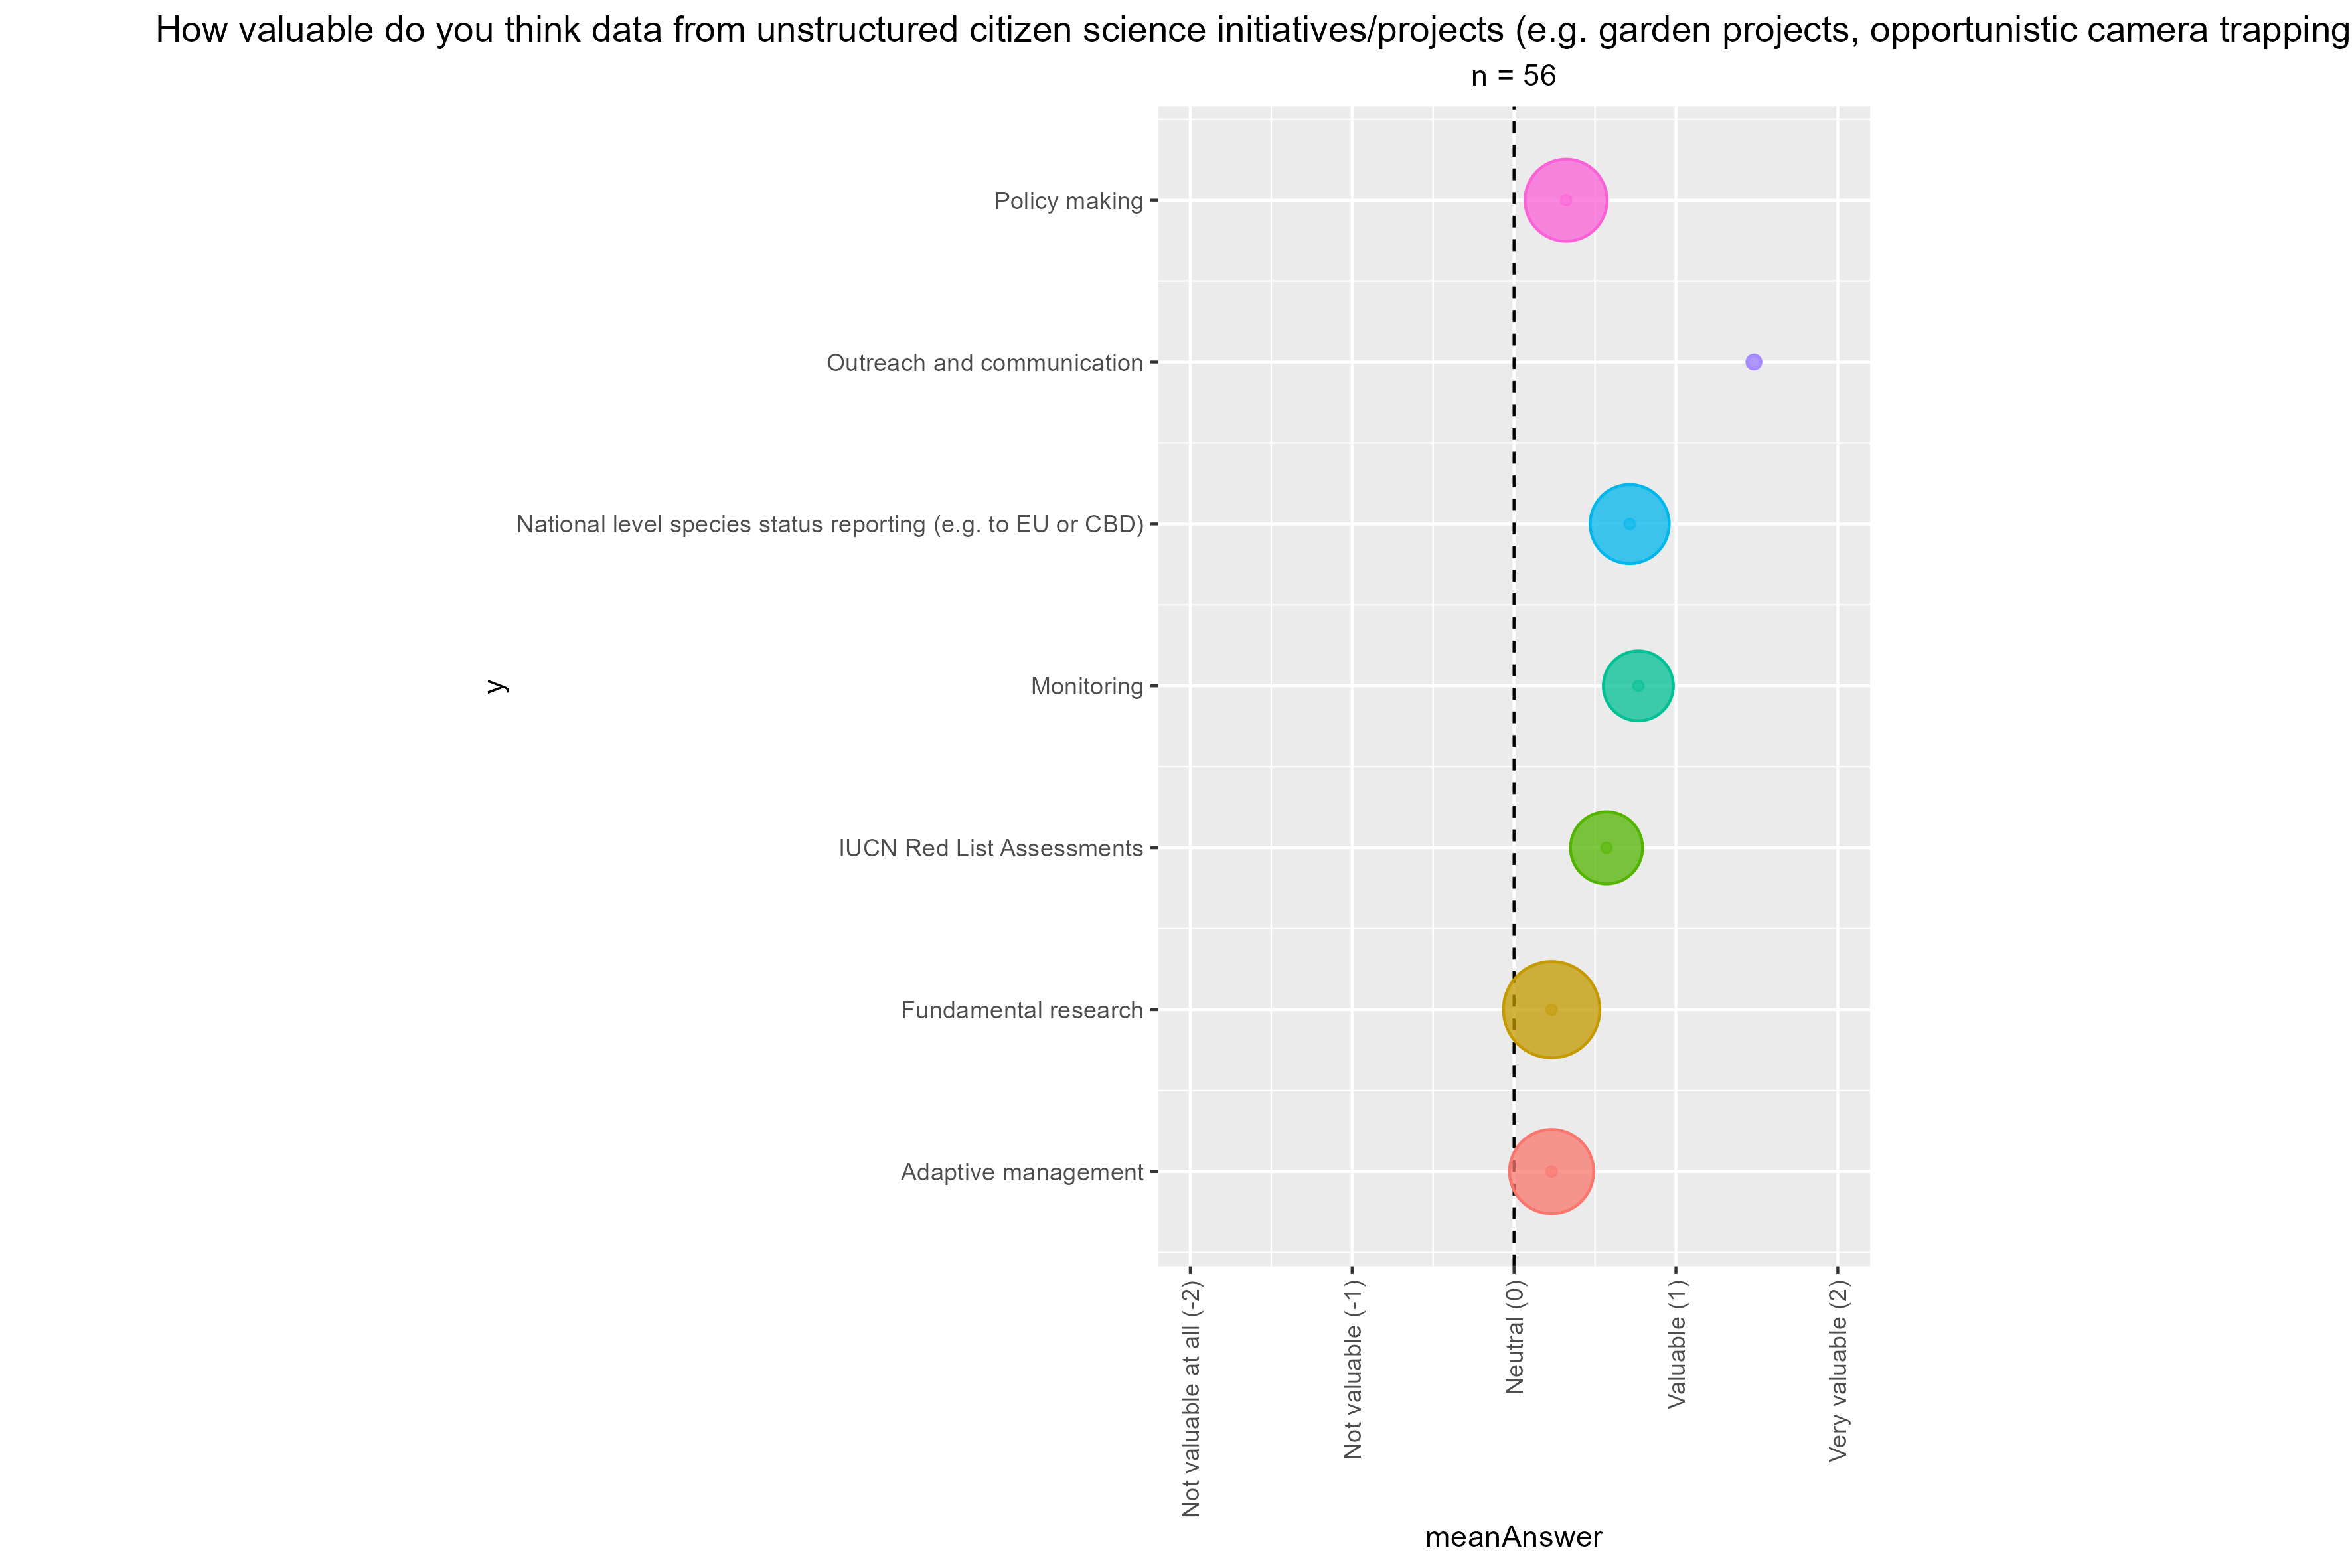 How valuable do you think data from unstructured citizen science initiatives/projects (e.g. garden projects, opportunistic camera trapping
n = 56
Policy making
Outreach and communication
National level species status reporting (e.g. to EU or CBD)
Monitoring
IUCN Red List Assessments
Fundamental research
Adaptive management
y
Not valuable at all (-2)
Not valuable (-1)
Neutral (0)
Valuable (1)
Very valuable (2)
meanAnswer